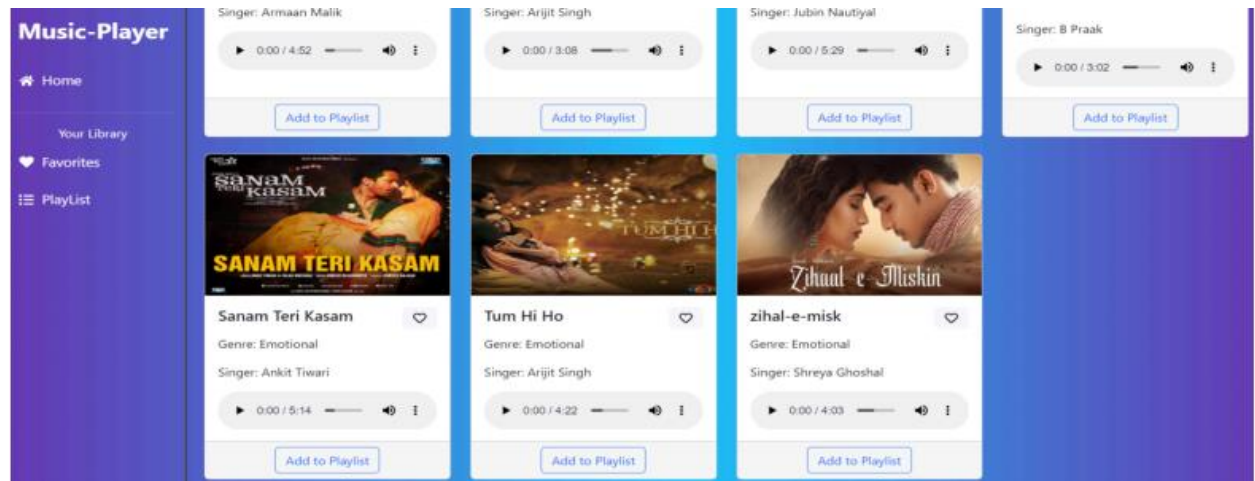 Music-Player
Home
Your Library
Favorites
PlayList
Singer: Armaan Malik
0:00 / 4:52
Add to Playlist
Singer: Arijit Singh
0:00 / 3:08
Add to Playlist
Singer: Jubin Nautiyal
0:00 / 5:29
Add to Playlist
Singer: B Praak
0:00 / 3:02
Add to Playlist
SANAM
TERI KASAM
SANAM TERI KASAM
Sanam Teri Kasam
Genre: Emotional
Singer: Ankit Tiwari
0:00 / 5:14
Add to Playlist
TUM HI H
Tum Hi Ho
Genre: Emotional
Singer: Arijit Singh
0:00 / 4:22
Add to Playlist
Zihaal e Miskin
zihal-e-misk
Genre: Emotional
Singer: Shreya Ghoshal
0:00 / 4:03
Add to Playlist